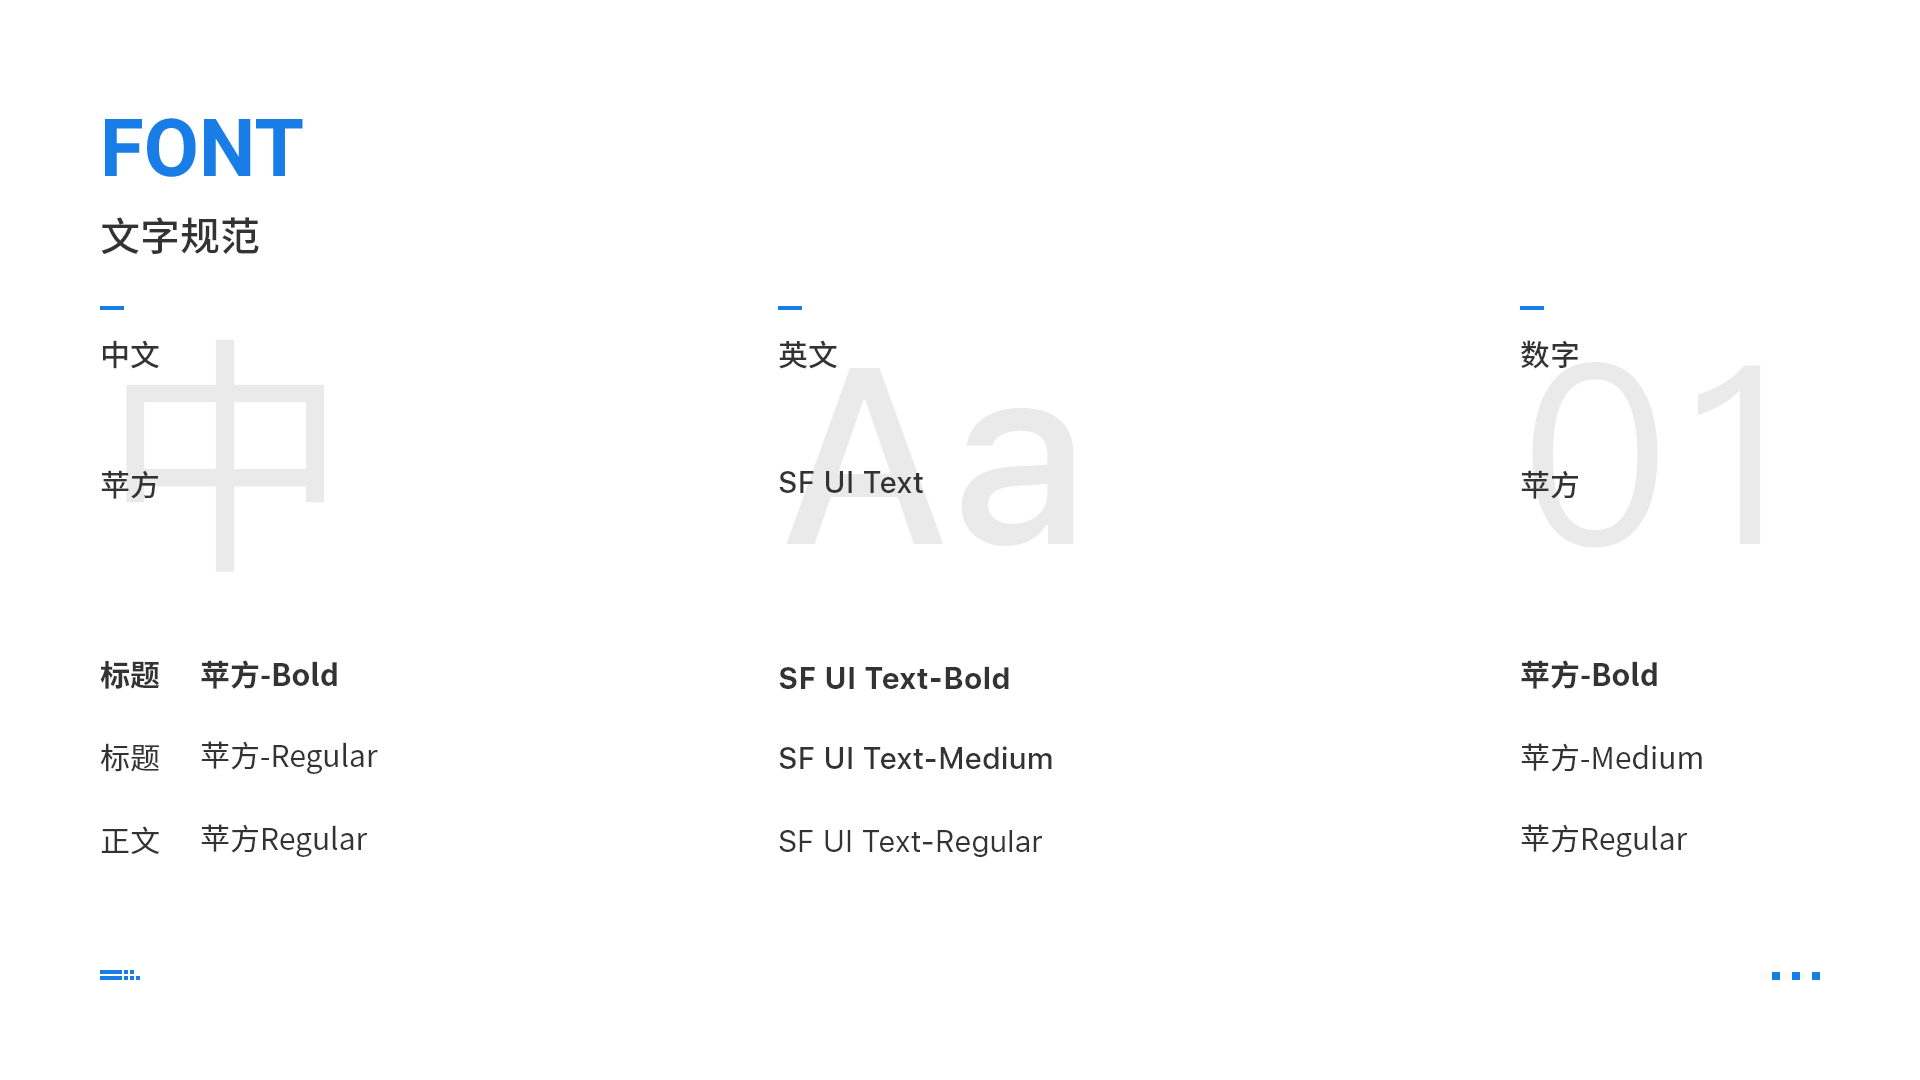 FONT
文字规范
中文
中
苹方
英文
Aa
SF UI Text
数字
01
苹方
标题 苹方-Bold
SF UI Text-Bold
苹方-Bold
标题 苹方-Regular
SF UI Text-Medium
苹方-Medium
正文 苹方Regular
SF UI Text-Regular
苹方Regular